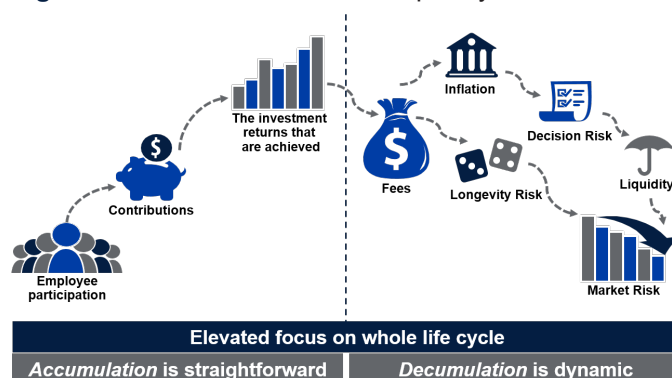 The investment
returns that
are achieved
Contributions
Employee
participation
Fees
Inflation
Decision Risk
Longevity Risk
Liquidity
Market Risk
Elevated focus on whole life cycle
Accumulation is straightforward
Decumulation is dynamic
$
$